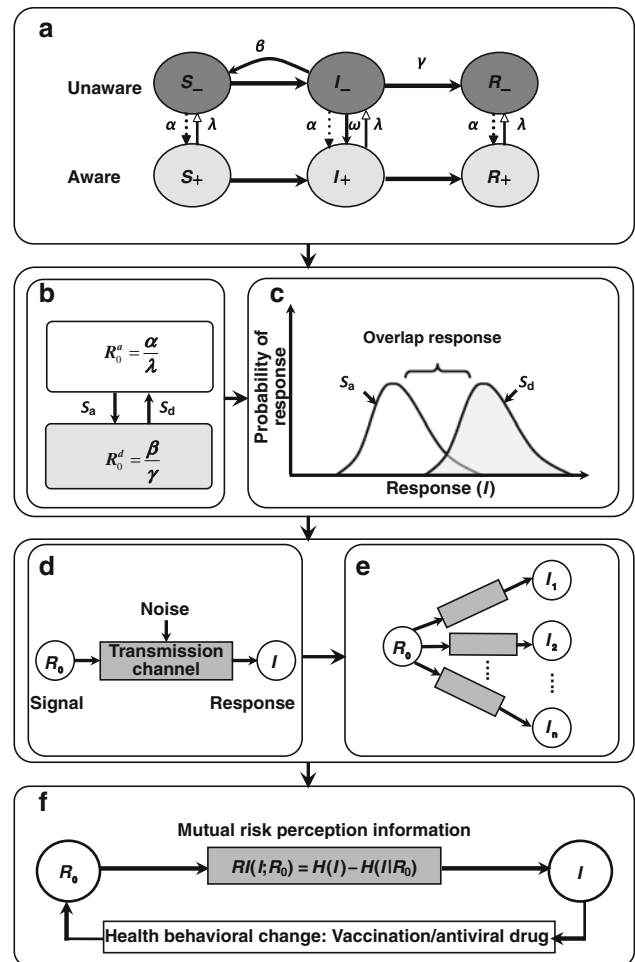 a
β
γ
Unaware
S_
I_
R_
α λ
α ω λ
α λ
Aware
S+
I+
R+
b
R₀ᵃ = α/λ
Sₐ
S_d
R₀ᵈ = β/γ
c
Probability of response
Overlap response
Sₐ
S_d
Response (I)
d
Noise
R₀
Transmission channel
I
Signal
Response
e
R₀
I₁
I₂
Iₙ
f
Mutual risk perception information
R₀
RI(I;R₀) = H(I) – H(I|R₀)
I
Health behavioral change: Vaccination/antiviral drug